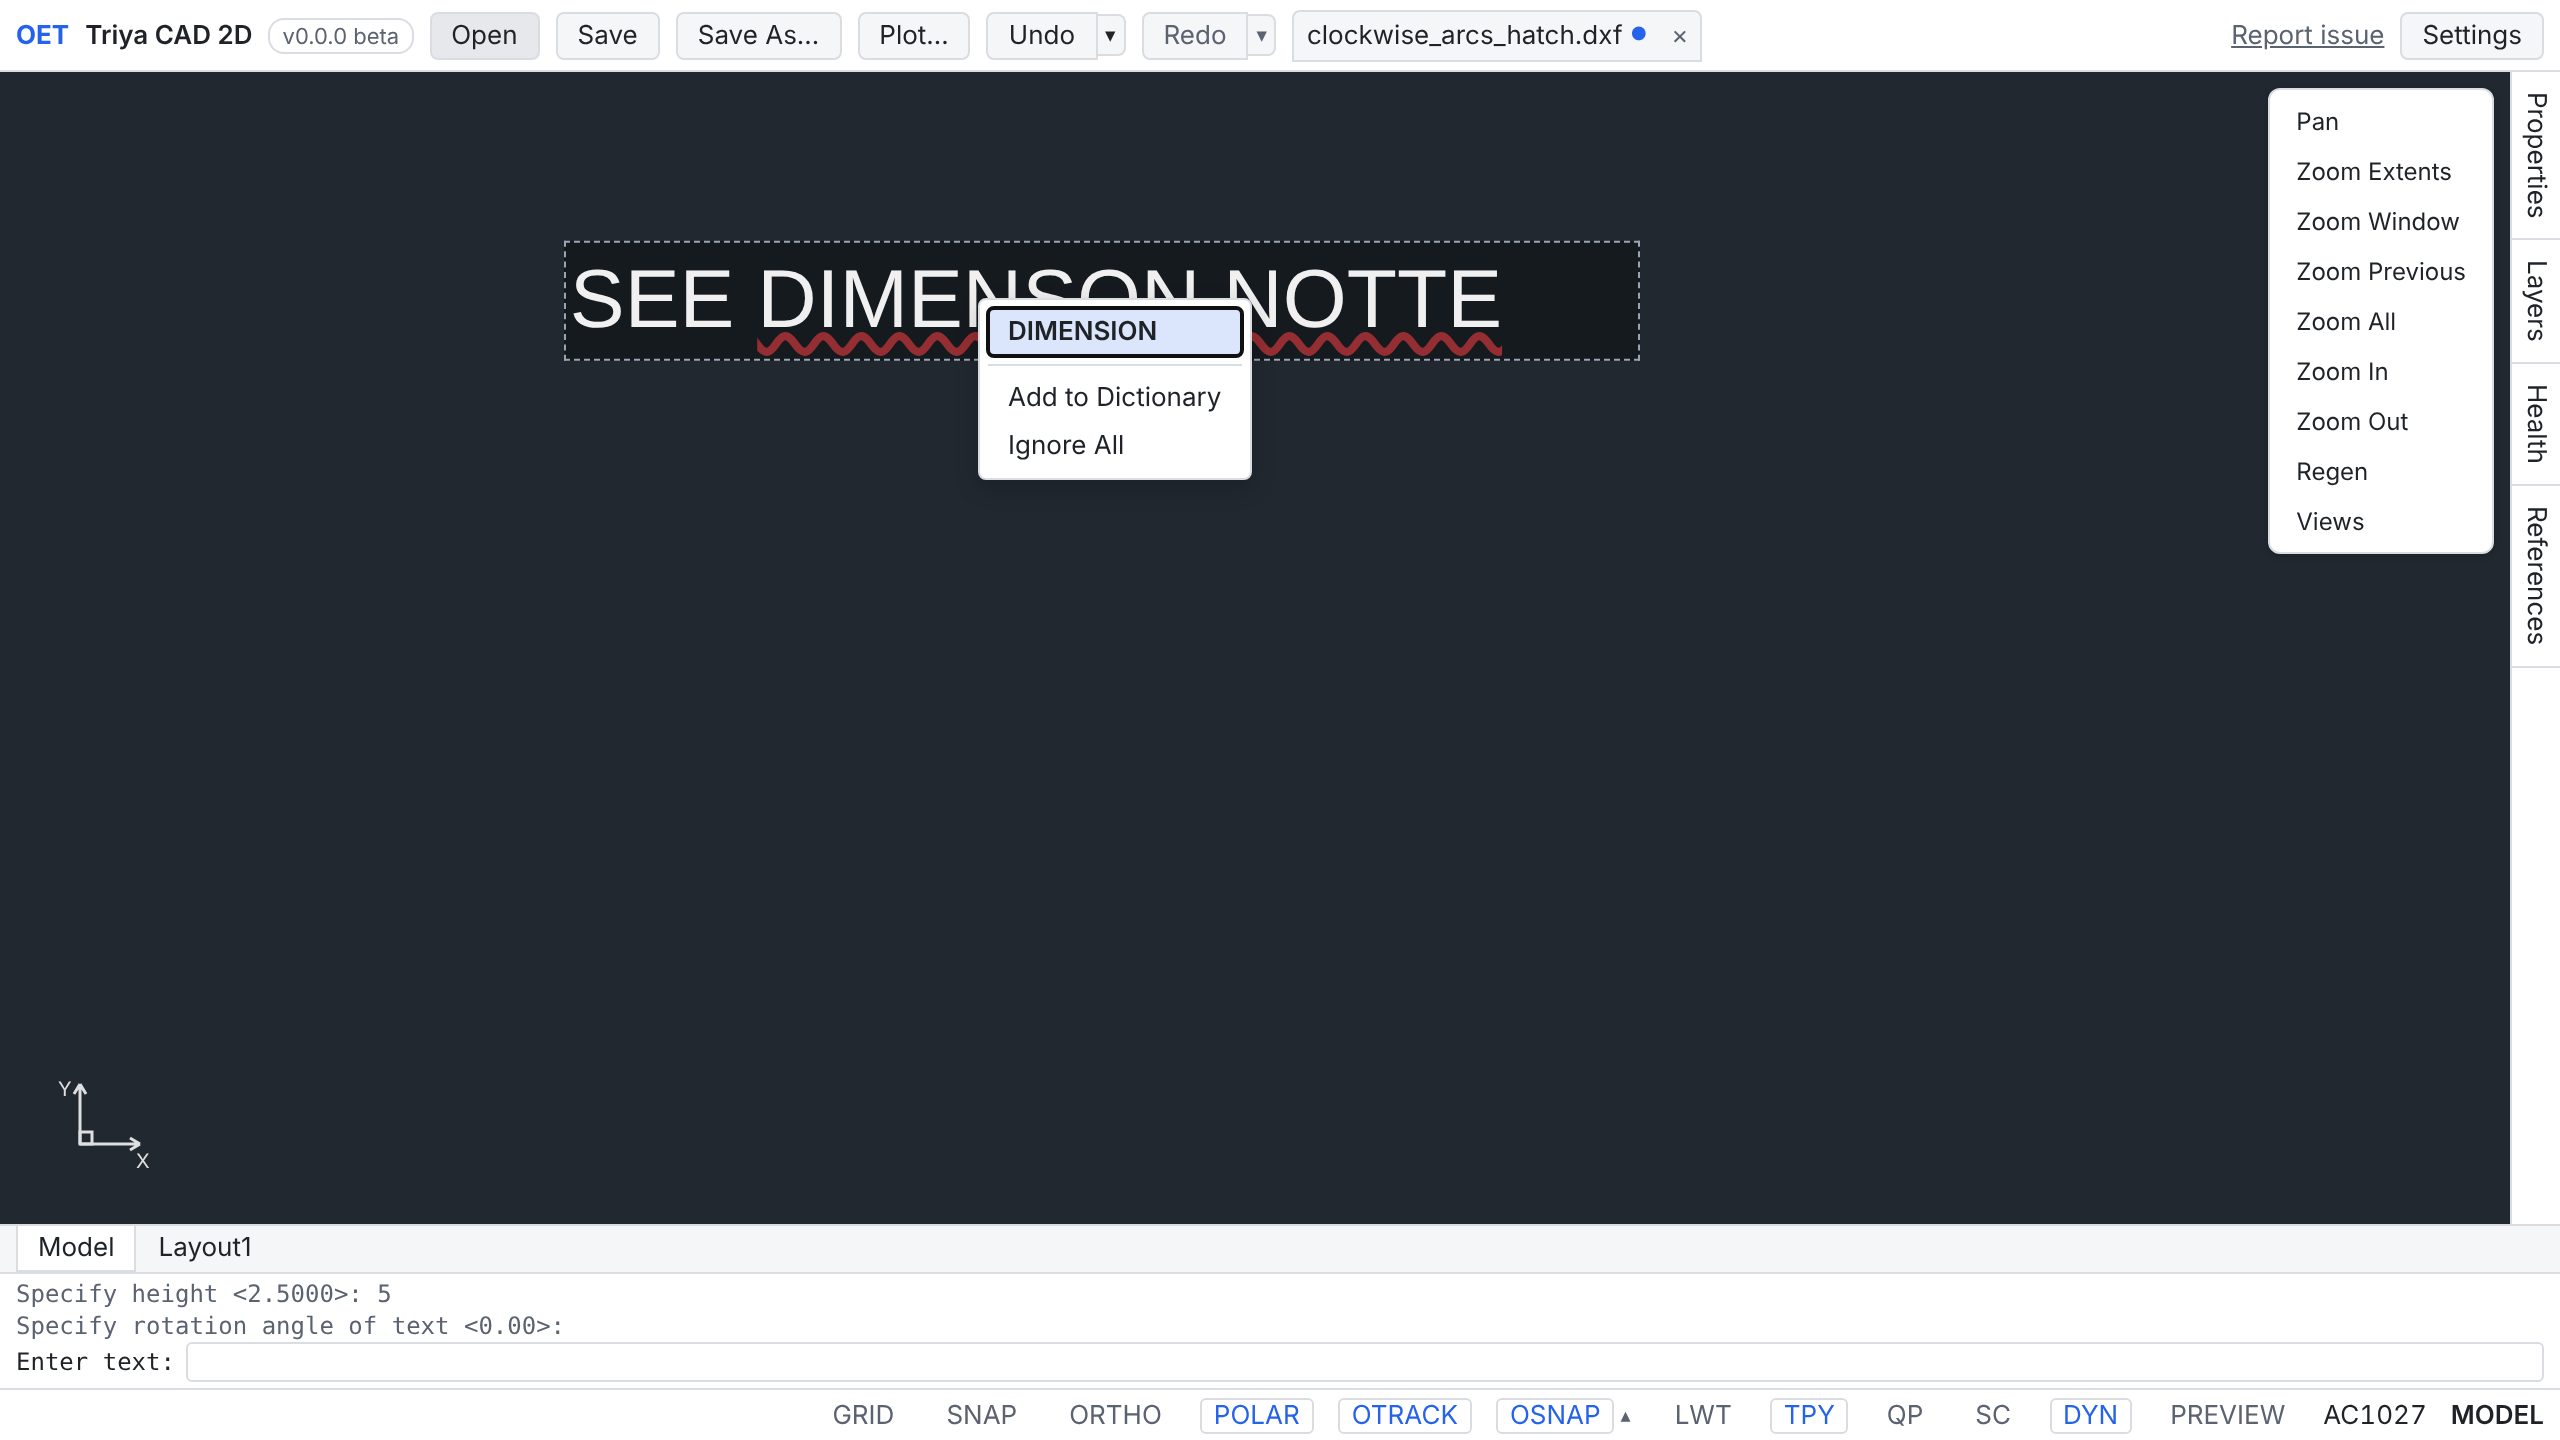 OET Triya CAD 2D v0.0.0 beta Open Save Save As... Plot... Undo ▾ Redo ▾ clockwise_arcs_hatch.dxf × Report issue Settings
SEE DIMENSON NOTTE
DIMENSION
Add to Dictionary
Ignore All
Pan
Zoom Extents
Zoom Window
Zoom Previous
Zoom All
Zoom In
Zoom Out
Regen
Views
Properties
Layers
Health
References
Y
X
Model Layout1
Specify height <2.5000>: 5
Specify rotation angle of text <0.00>:
Enter text:
GRID SNAP ORTHO POLAR OTRACK OSNAP ▴ LWT TPY QP SC DYN PREVIEW AC1027 MODEL